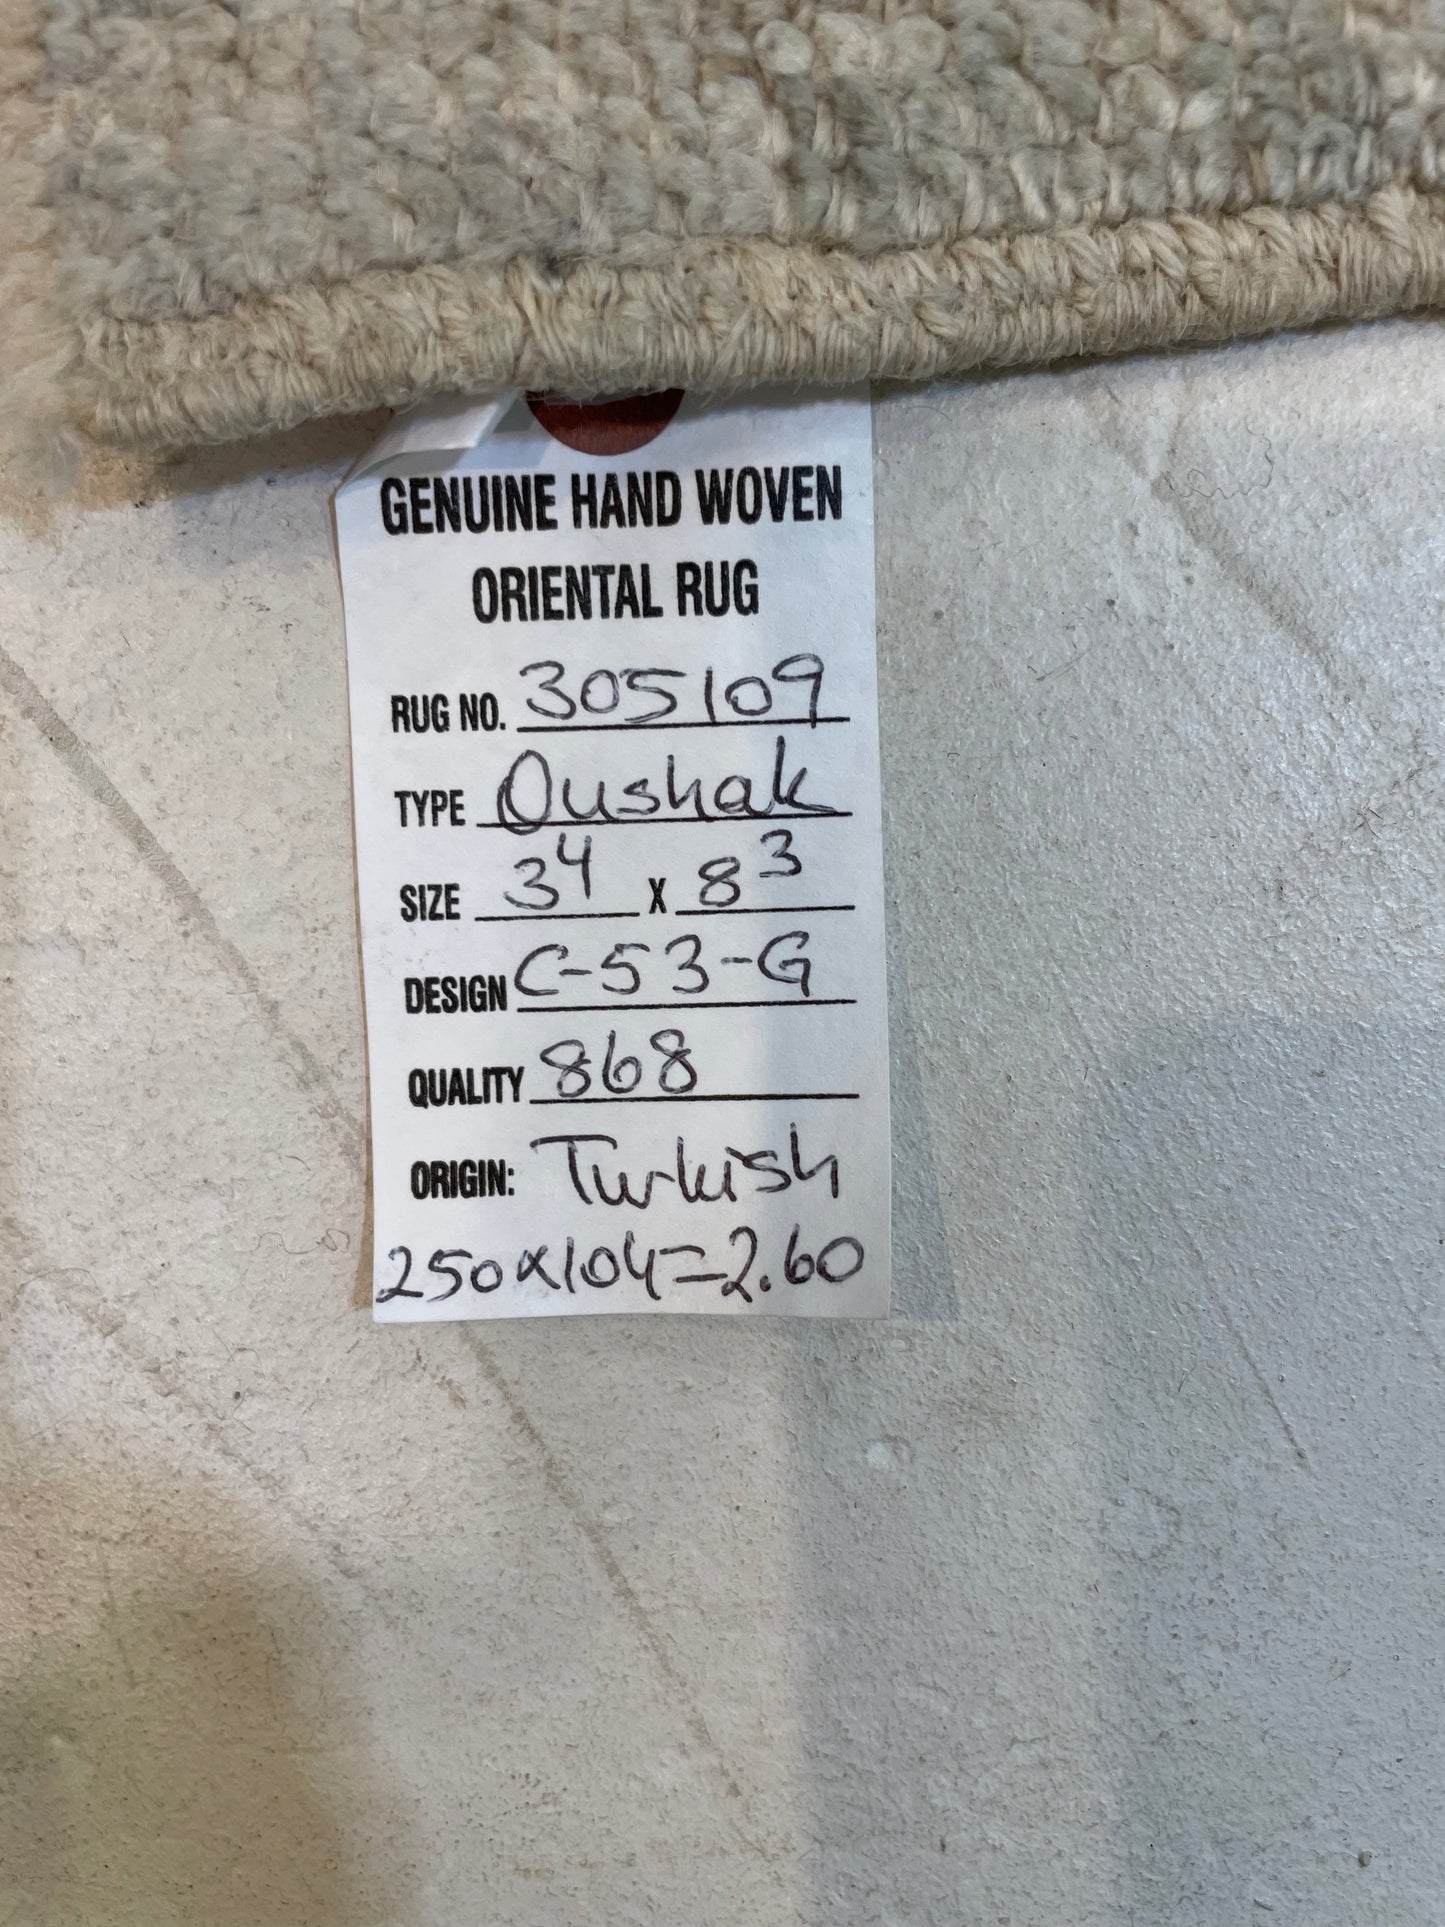 GENUINE HAND WOVEN
ORIENTAL RUG
RUG NO. 305109
TYPE Oushak
SIZE 3⁴ X 8³
DESIGN C-53-G
QUALITY 868
ORIGIN: Turkish
250x104=2.60